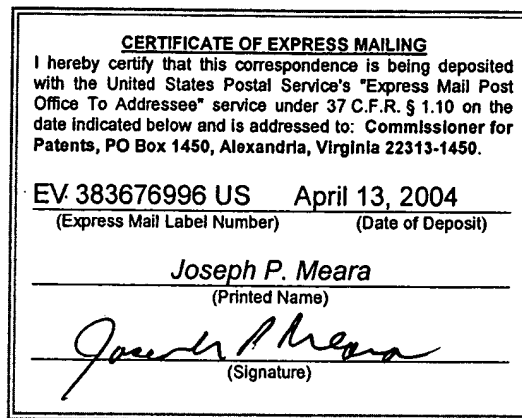 CERTIFICATE OF EXPRESS MAILING
I hereby certify that this correspondence is being deposited
with the United States Postal Service's "Express Mail Post
Office To Addressee" service under 37 C.F.R. § 1.10 on the
date indicated below and is addressed to: Commissioner for
Patents, PO Box 1450, Alexandria, Virginia 22313-1450.
EV 383676996 US April 13, 2004
(Express Mail Label Number) (Date of Deposit)
Joseph P. Meara
(Printed Name)
Joseph P Meara
(Signature)